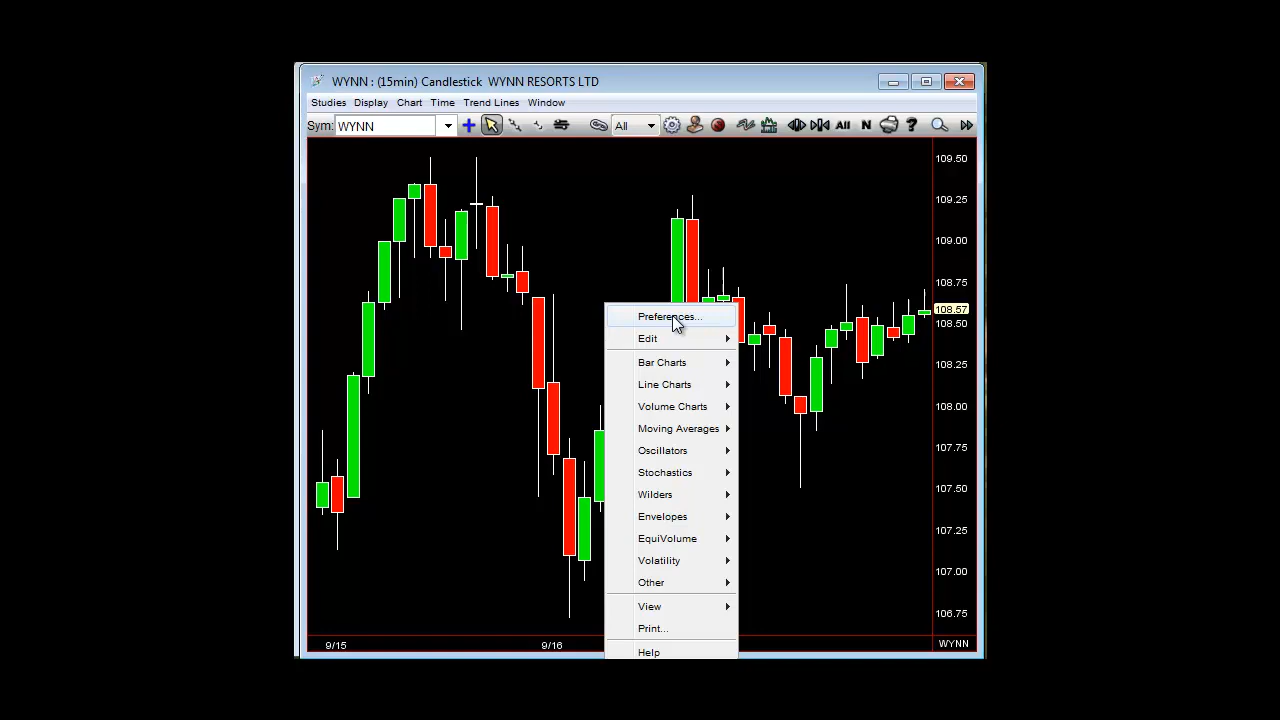 WYNN : (15min) Candlestick  WYNN RESORTS LTD
Studies Display Chart Time Trend Lines Window
Sym: WYNN All All N ?
109.50
109.25
109.00
108.75
108.57
108.50
108.25
108.00
107.75
107.50
107.25
107.00
106.75
Preferences...
Edit
Bar Charts
Line Charts
Volume Charts
Moving Averages
Oscillators
Stochastics
Wilders
Envelopes
EquiVolume
Volatility
Other
View
Print...
Help
9/15 9/16 WYNN